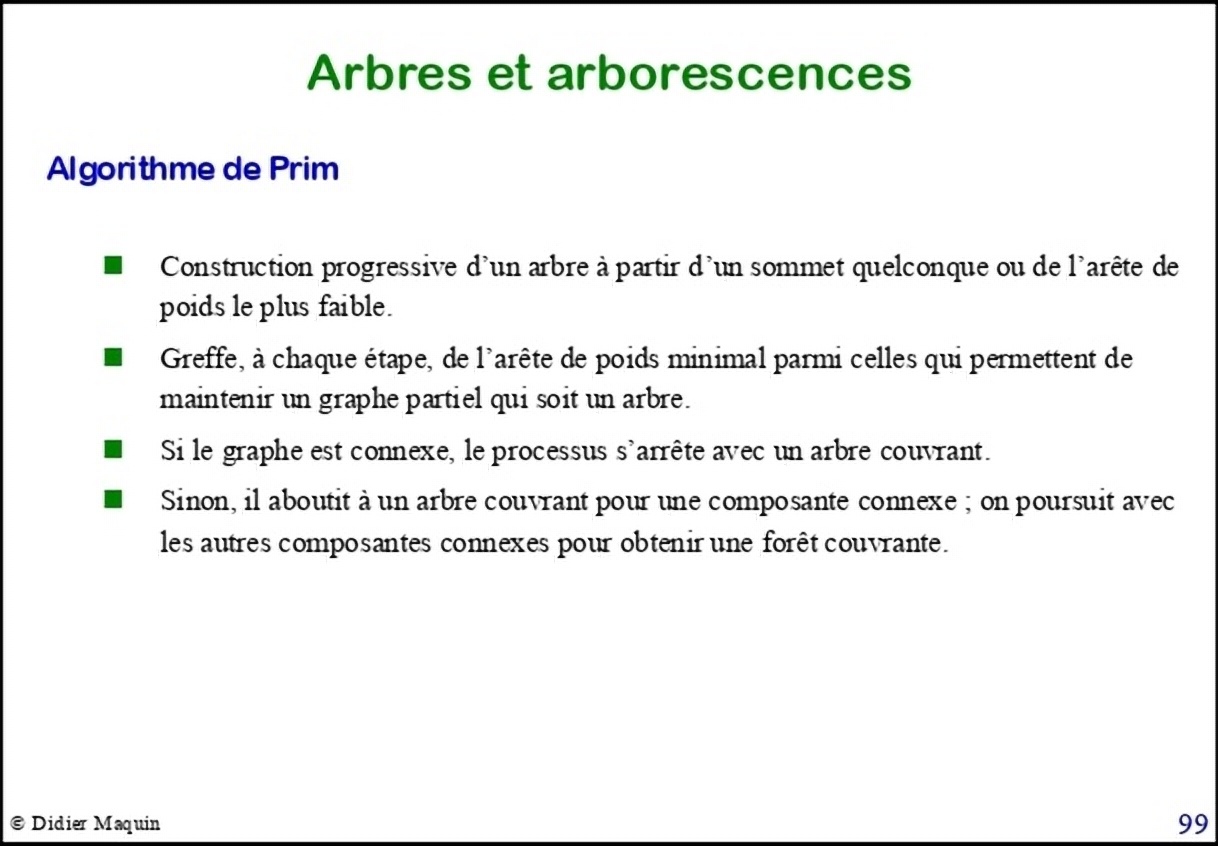 Arbres et arborescences
Algorithme de Prim
Construction progressive d’un arbre à partir d’un sommet quelconque ou de l’arête de
poids le plus faible.
Greffe, à chaque étape, de l’arête de poids minimal parmi celles qui permettent de
maintenir un graphe partiel qui soit un arbre.
Si le graphe est connexe, le processus s’arrête avec un arbre couvrant.
Sinon, il aboutit à un arbre couvrant pour une composante connexe ; on poursuit avec
les autres composantes connexes pour obtenir une forêt couvrante.
© Didier Maquin
99